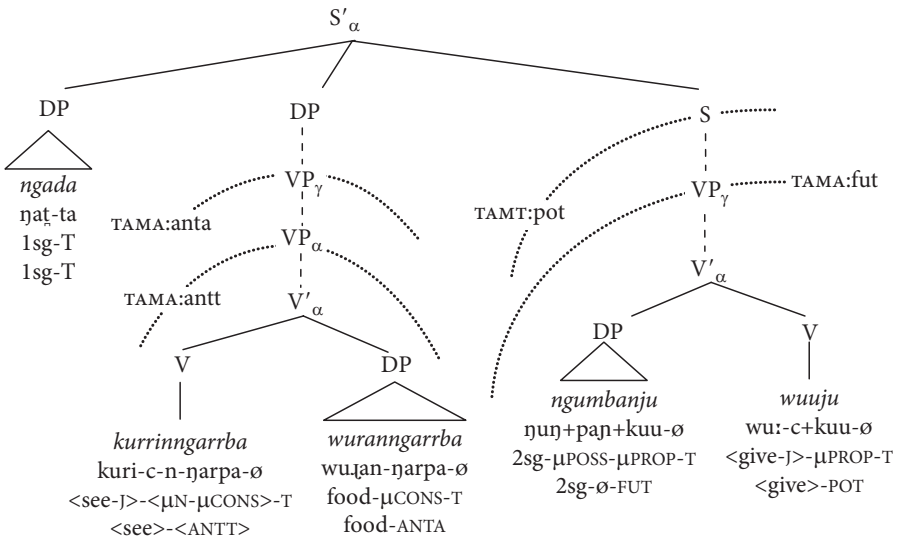 S′α
DP DP S
VPγ
VPγ TAMA:fut
TAMA:anta TAMT:pot
VPα
TAMA:antt V′α V′α
V DP DP V
ngada
ŋat̪-ta
1sg-T
1sg-T
kurrinngarrba
kuri-c-n-ŋarpa-ø
<see-J>-<μN-μCONS>-T
<see>-<ANTT>
wuranngarrba
wuɻan-ŋarpa-ø
food-μCONS-T
food-ANTA
ngumbanju
ŋuŋ+paɲ+kuu-ø
2sg-μPOSS-μPROP-T
2sg-ø-FUT
wuuju
wuː-c+kuu-ø
<give-J>-μPROP-T
<give>-POT